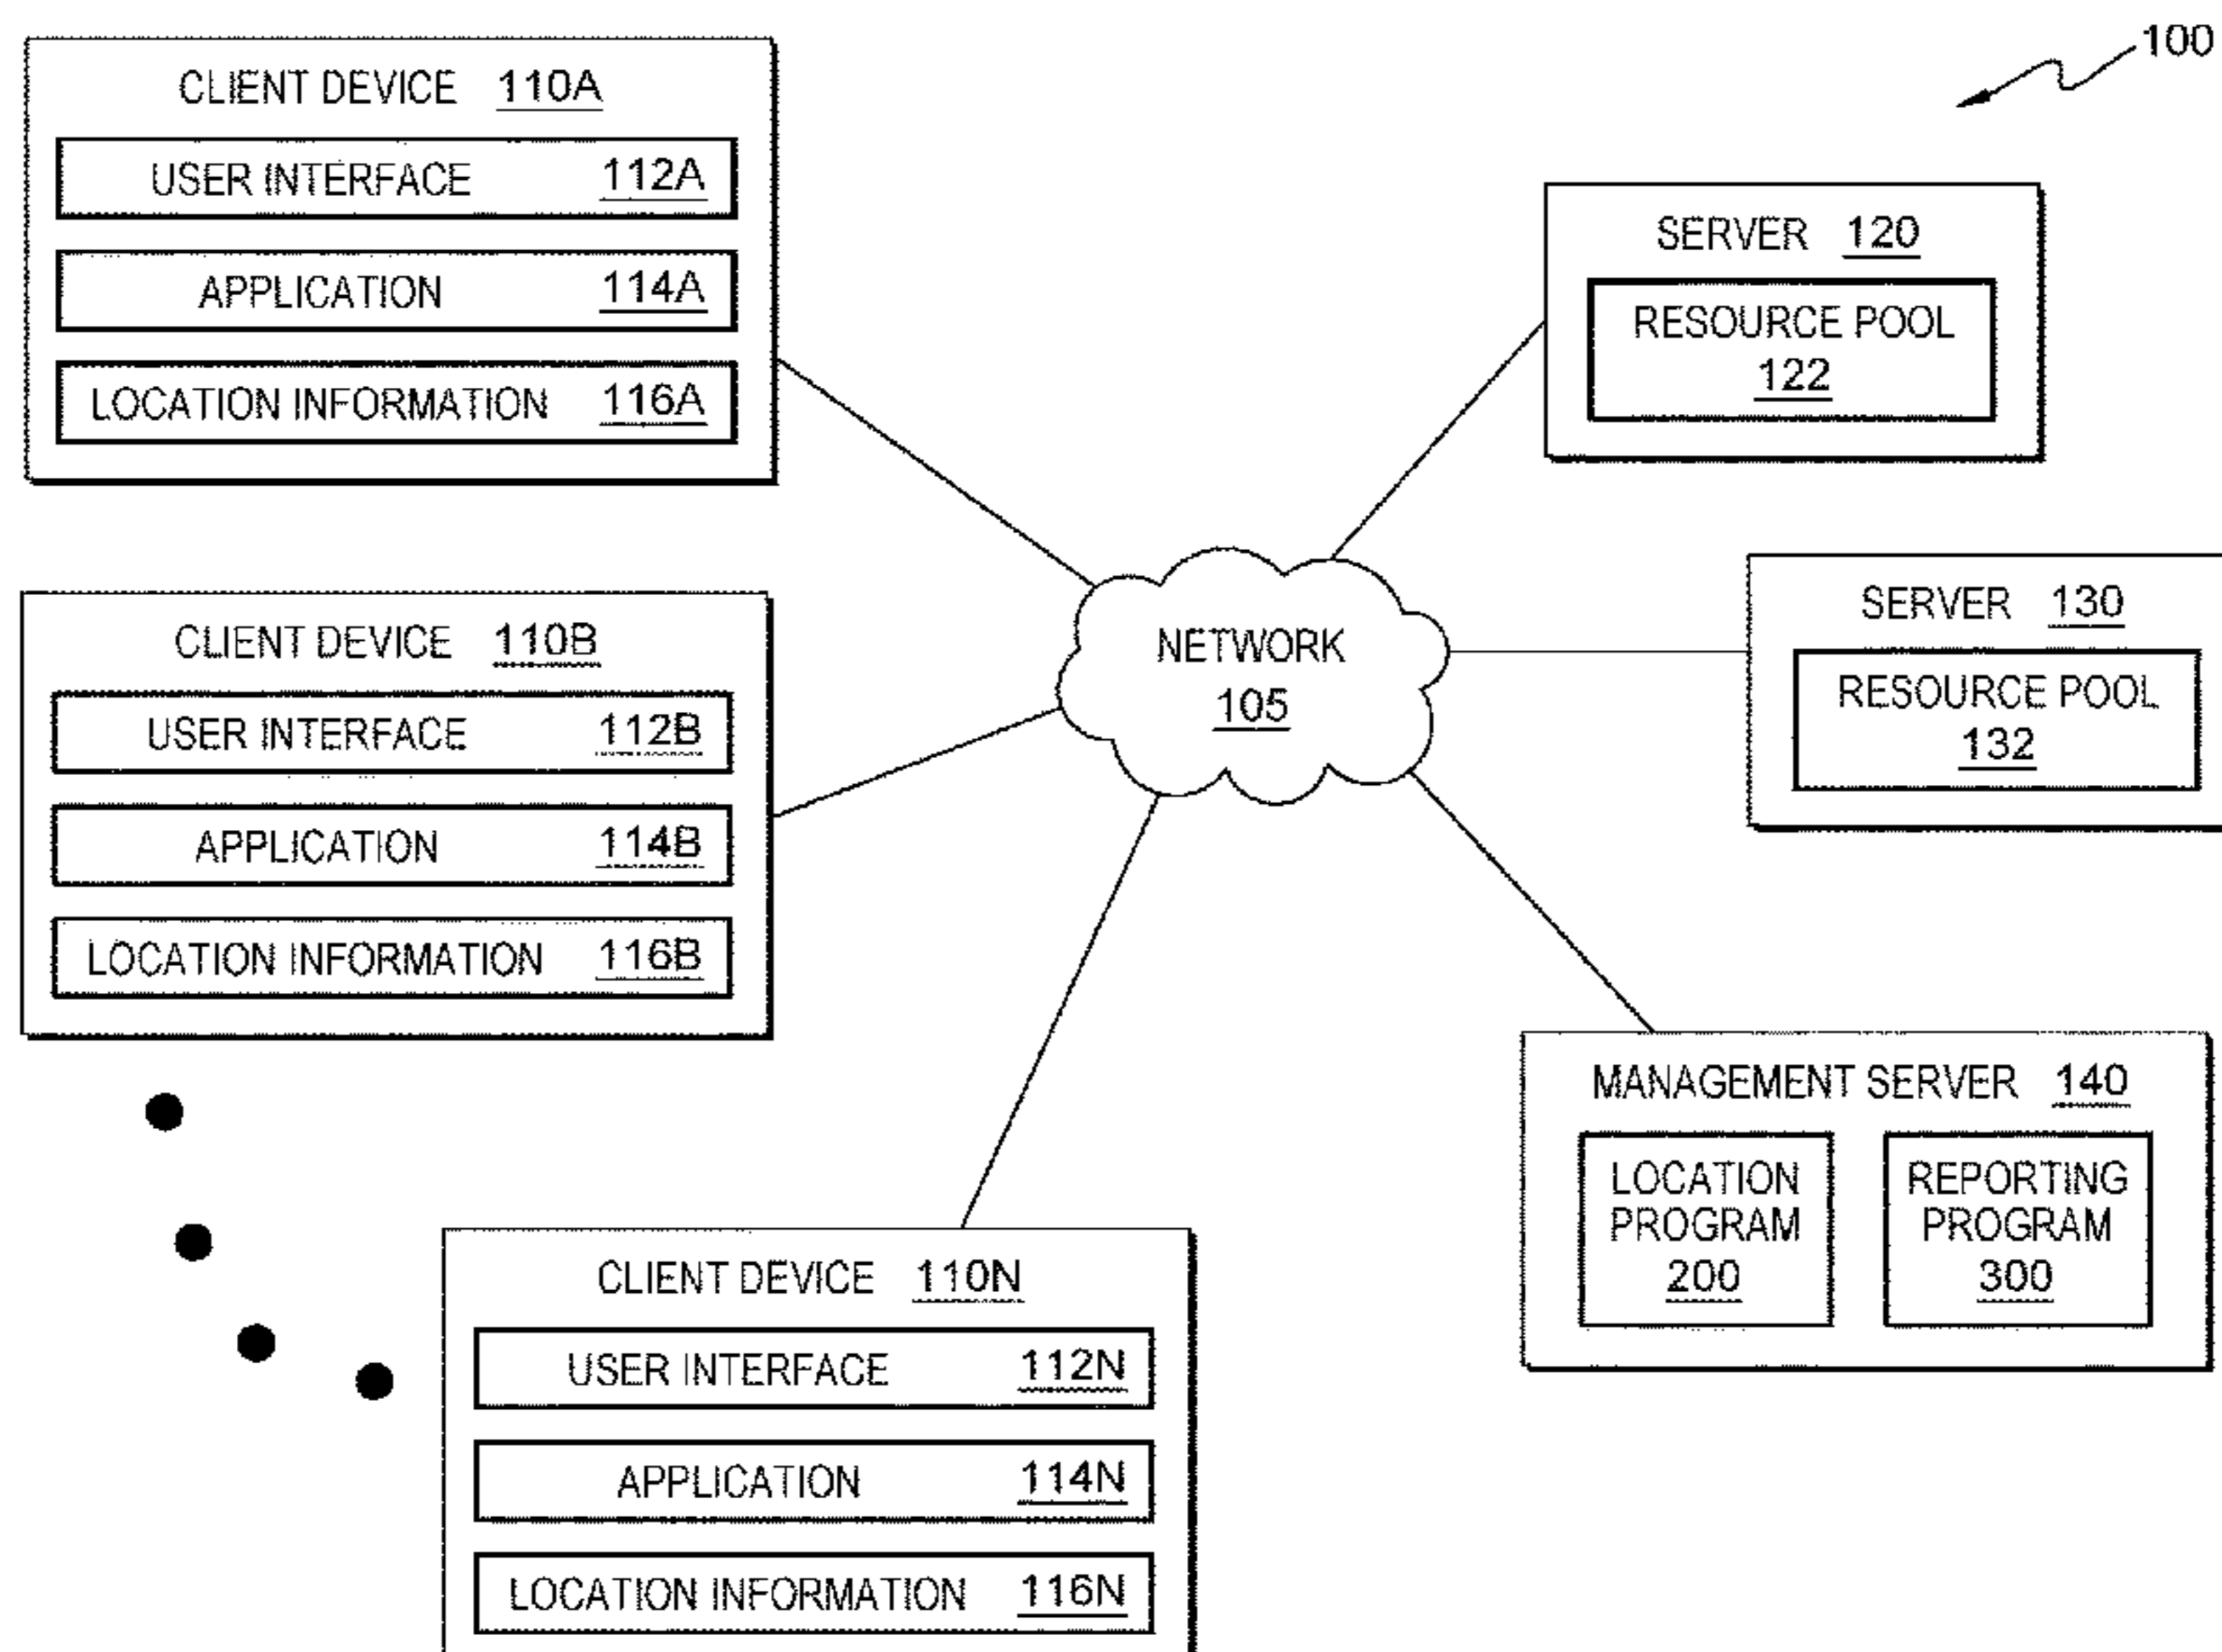 100
CLIENT DEVICE 110A
USER INTERFACE 112A
APPLICATION 114A
LOCATION INFORMATION 116A
SERVER 120
RESOURCE POOL
122
CLIENT DEVICE 110B
USER INTERFACE 112B
APPLICATION 114B
LOCATION INFORMATION 116B
NETWORK
105
SERVER 130
RESOURCE POOL
132
MANAGEMENT SERVER 140
LOCATION
PROGRAM
200
REPORTING
PROGRAM
300
CLIENT DEVICE 110N
USER INTERFACE 112N
APPLICATION 114N
LOCATION INFORMATION 116N